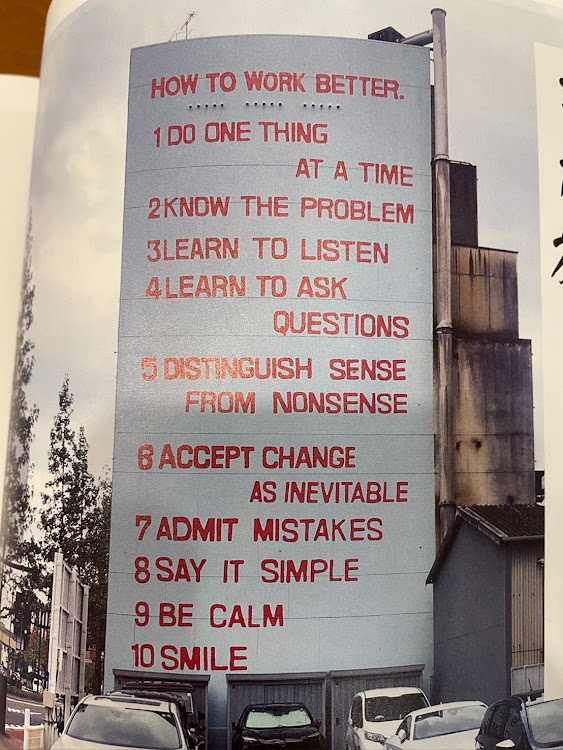 HOW TO WORK BETTER.
1 DO ONE THING
AT A TIME
2 KNOW THE PROBLEM
3 LEARN TO LISTEN
4 LEARN TO ASK
QUESTIONS
5 DISTINGUISH SENSE
FROM NONSENSE
6 ACCEPT CHANGE
AS INEVITABLE
7 ADMIT MISTAKES
8 SAY IT SIMPLE
9 BE CALM
10 SMILE